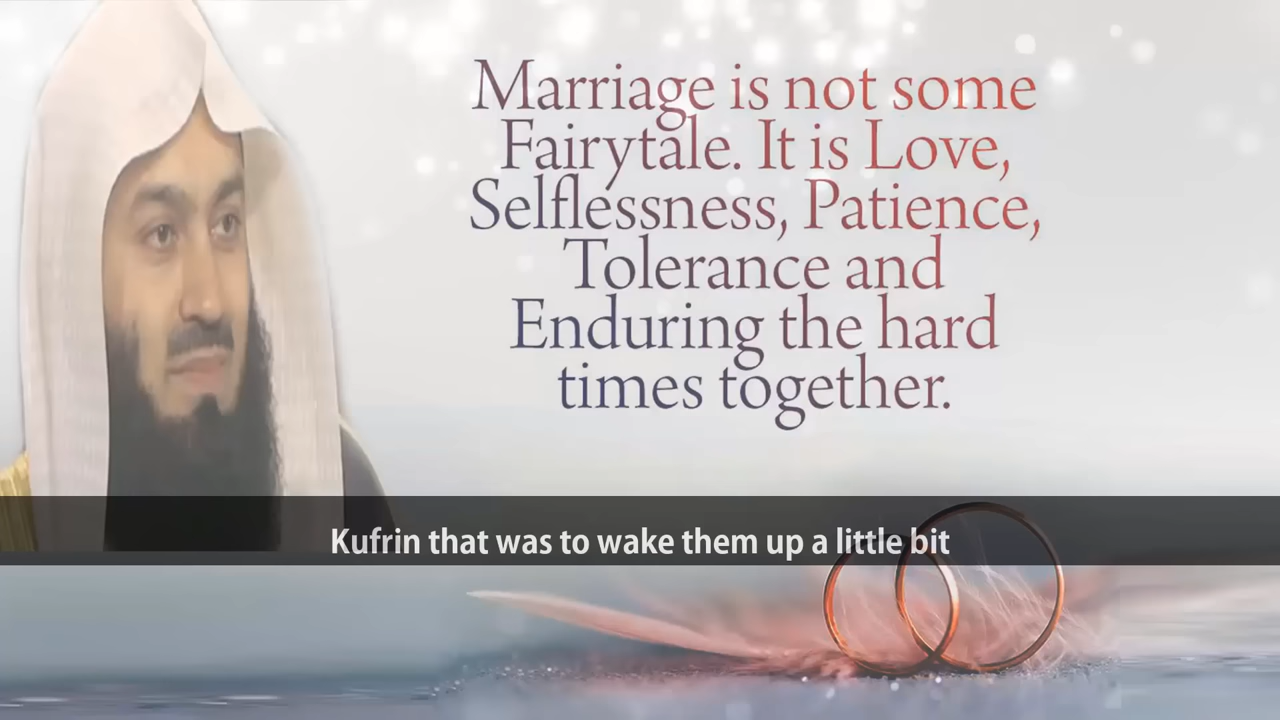 Marriage is not some
Fairytale. It is Love,
Selflessness, Patience,
Tolerance and
Enduring the hard
times together.
Kufrin that was to wake them up a little bit